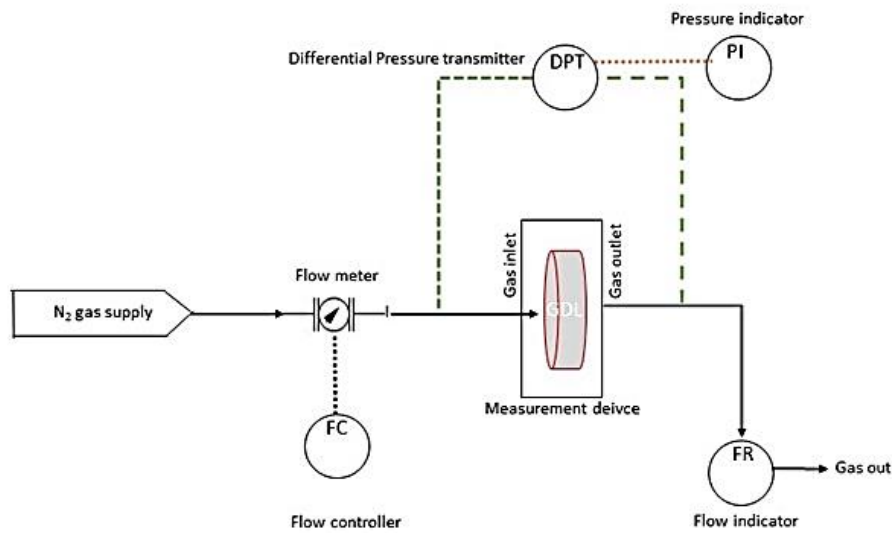 Pressure indicator
Differential Pressure transmitter
DPT
PI
Gas inlet
Gas outlet
Flow meter
N₂ gas supply
GDL
Measurement deivce
FC
Flow controller
FR
Gas out
Flow indicator